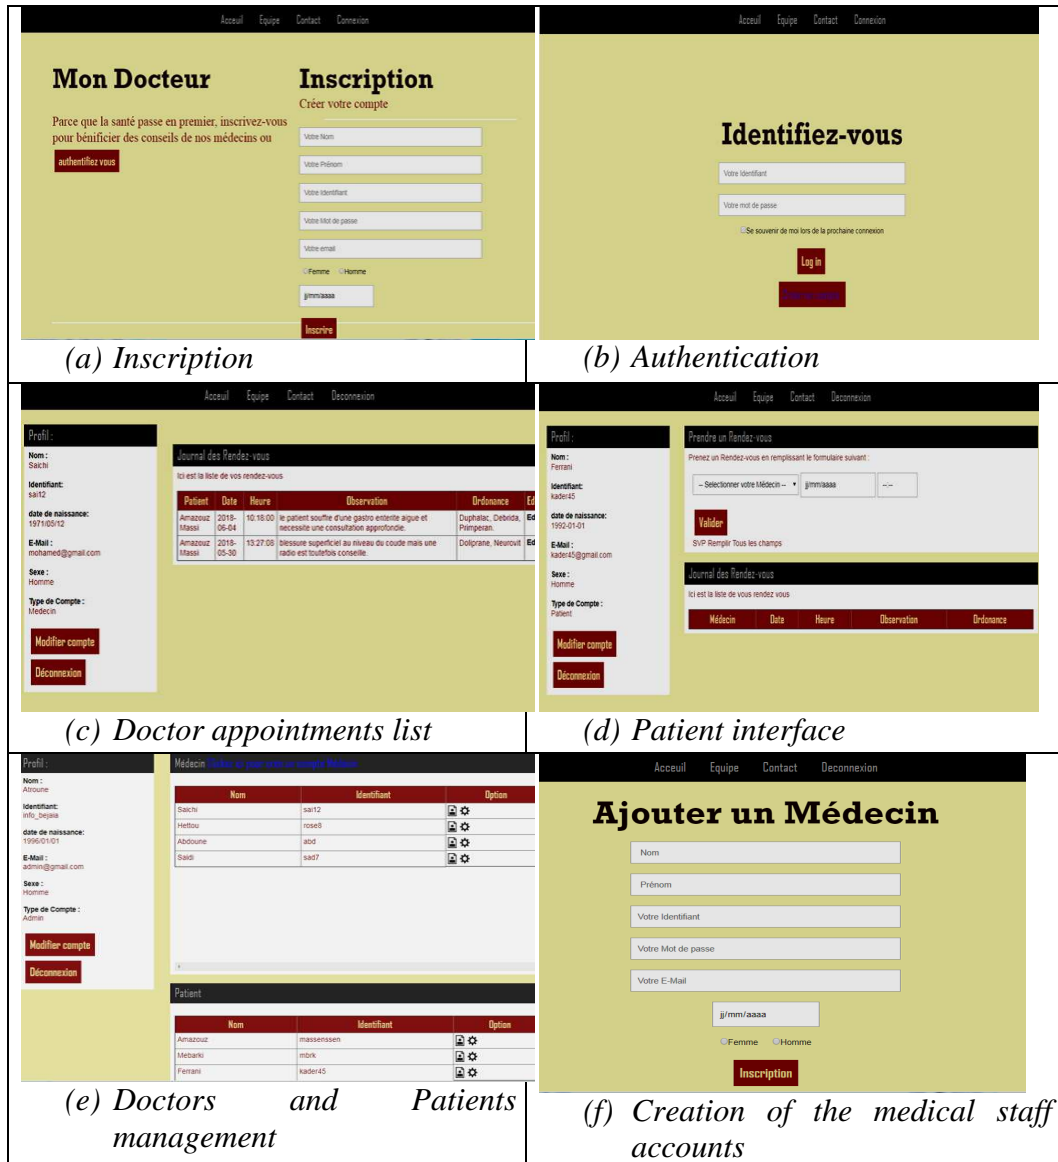 Acceuil Equipe Contact Connexion
Mon Docteur
Parce que la santé passe en premier, inscrivez-vous
pour bénificier des conseils de nos médecins ou
authentifiez vous
Inscription
Créer votre compte
Votre Nom
Votre Prénom
Votre Identifiant
Votre Mot de passe
Votre email
Femme Homme
jj/mm/aaaa
Inscrire
(a) Inscription
Acceuil Equipe Contact Connexion
Identifiez-vous
Votre Identifiant
Votre mot de passe
Se souvenir de moi lors de la prochaine connexion
Log in
(b) Authentication
Acceuil Equipe Contact Deconnexion
Profil :
Nom :
Saichi
Identifiant:
sai12
date de naissance:
1971/05/12
E-Mail :
mohamed@gmail.com
Sexe :
Homme
Type de Compte :
Medecin
Modifier compte
Déconnexion
Journal des Rendez-vous
Ici est la liste de vos rendez-vous
Patient Date Heure Observation Ordonance Ed
Amazouz Massi 2018-06-04 10:18:00 le patient souffre d'une gastro enterite aigue et necessite une consultation approfondie. Duphalac, Debrida, Primperan. Ed
Amazouz Massi 2018-05-30 13:27:08 blessure superficiel au niveau du coude mais une radio est toutefois conseille. Doliprane, Neurovit Ed
(c) Doctor appointments list
Acceuil Equipe Contact Deconnexion
Profil :
Nom :
Ferrani
Identifiant:
kader45
date de naissance:
1992-01-01
E-Mail :
kader45@gmail.com
Sexe :
Homme
Type de Compte :
Patient
Modifier compte
Déconnexion
Prendre un Rendez-vous
Prenez un Rendez-vous en remplissant le formulaire suivant :
-- Selectionner votre Médecin -- jj/mm/aaaa --:--
Valider
SVP Remplir Tous les champs
Journal des Rendez-vous
Ici est la liste de vous rendez vous
Médecin Date Heure Observation Ordonance
(d) Patient interface
Profil :
Nom :
Atroune
Identifiant:
info_bejaia
date de naissance:
1996/01/01
E-Mail :
admin@gmail.com
Sexe :
Homme
Type de Compte :
Admin
Modifier compte
Déconnexion
Médecin
Nom Identifiant Option
Saichi sai12
Hettou rose8
Abdoune abd
Saidi sad7
Patient
Nom Identifiant Option
Amazouz massenssen
Mebarki mbrk
Ferrani kader45
(e) Doctors and Patients
management
Acceuil Equipe Contact Deconnexion
Ajouter un Médecin
Nom
Prénom
Votre Identifiant
Votre Mot de passe
Votre E-Mail
jj/mm/aaaa
Femme Homme
Inscription
(f) Creation of the medical staff
accounts